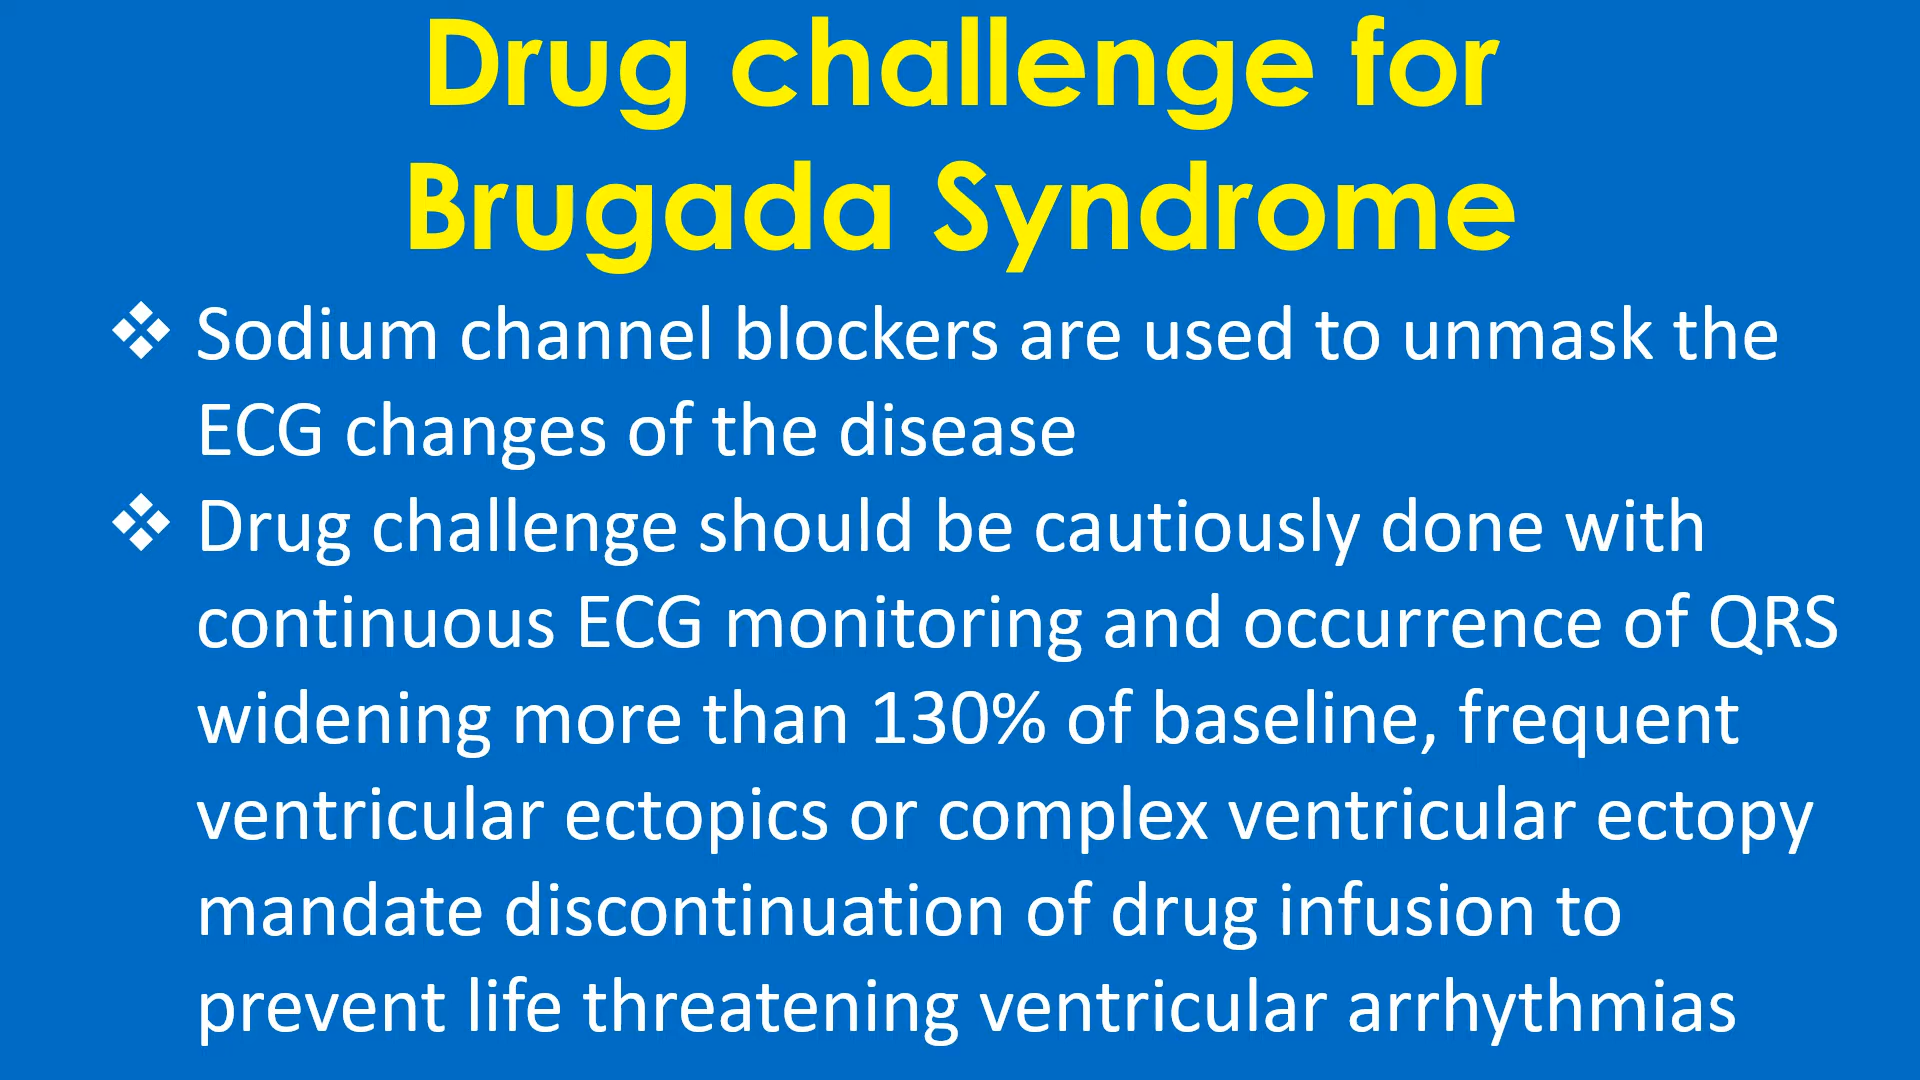 Drug challenge for
Brugada Syndrome
❖ Sodium channel blockers are used to unmask the
ECG changes of the disease
❖ Drug challenge should be cautiously done with
continuous ECG monitoring and occurrence of QRS
widening more than 130% of baseline, frequent
ventricular ectopics or complex ventricular ectopy
mandate discontinuation of drug infusion to
prevent life threatening ventricular arrhythmias